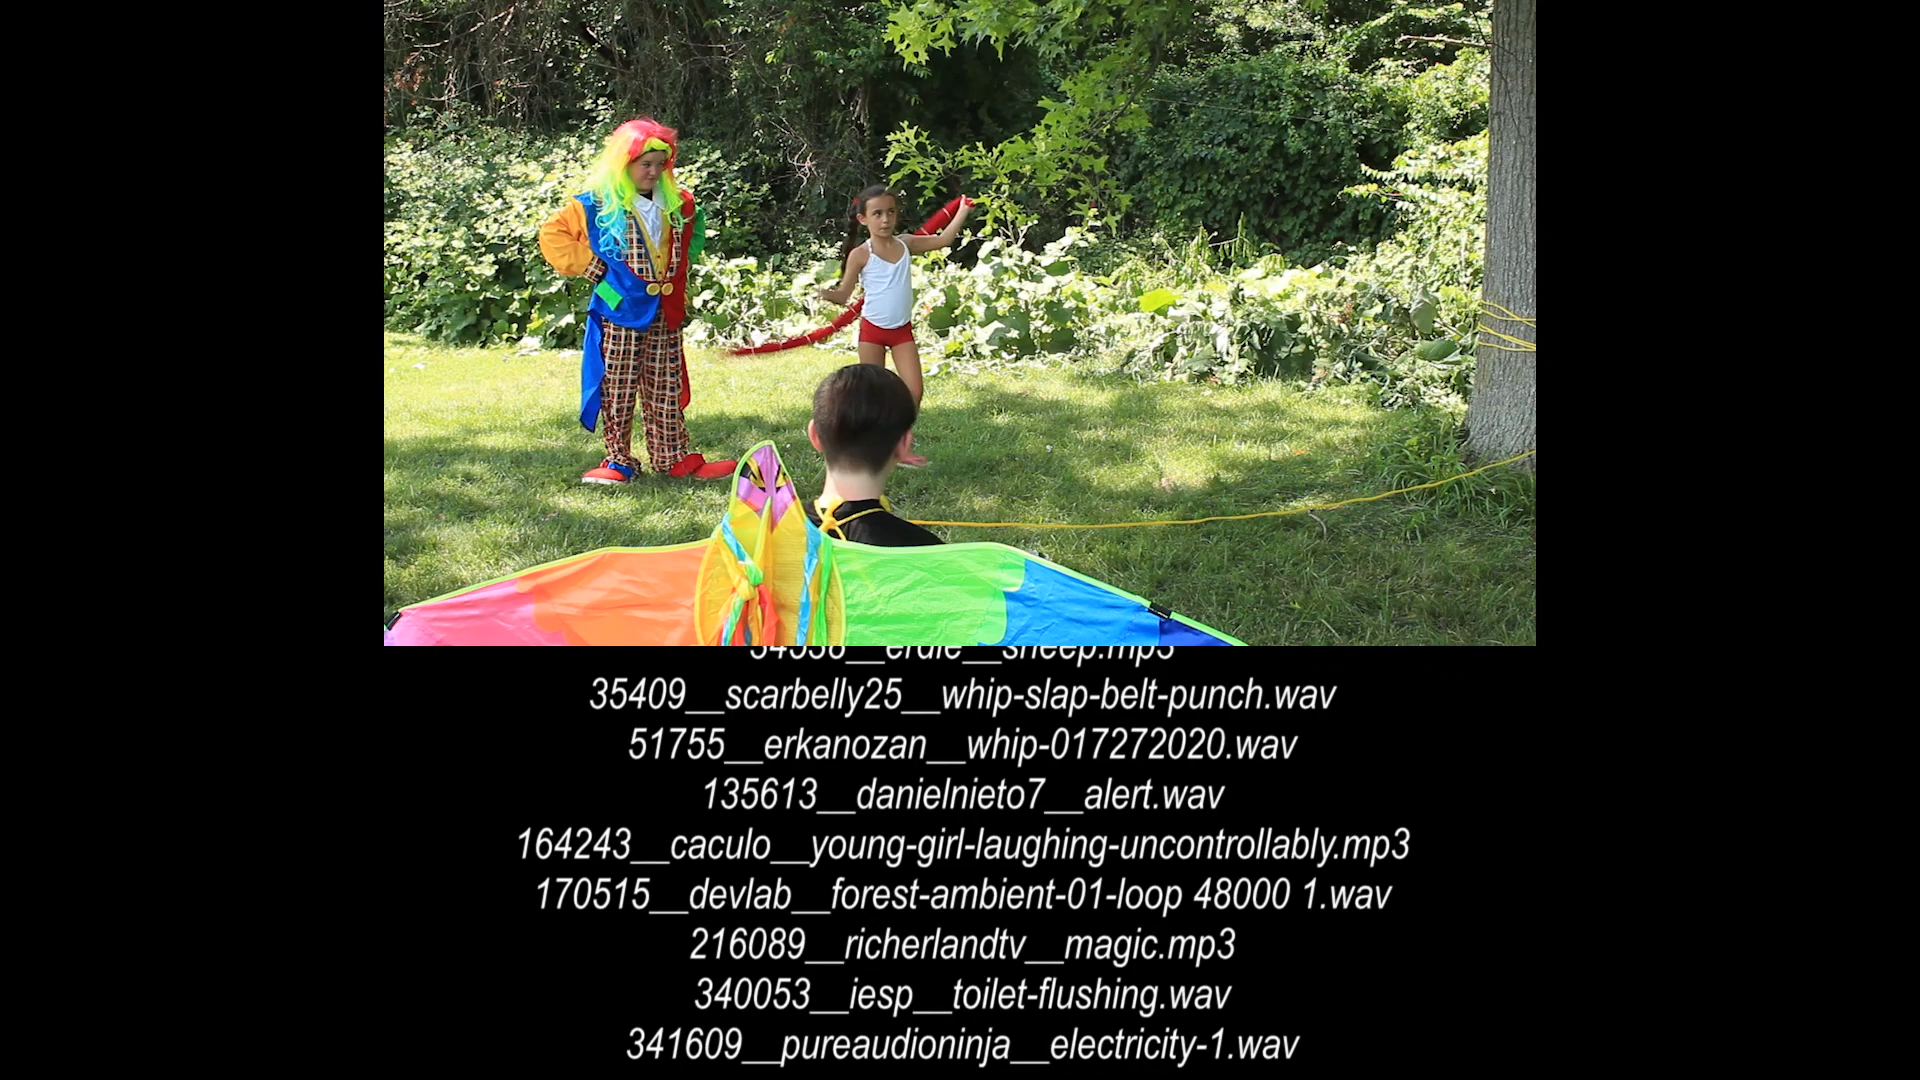 35409__scarbelly25__whip-slap-belt-punch.wav
51755__erkanozan__whip-017272020.wav
135613__danielnieto7__alert.wav
164243__caculo__young-girl-laughing-uncontrollably.mp3
170515__devlab__forest-ambient-01-loop 48000 1.wav
216089__richerlandtv__magic.mp3
340053__iesp__toilet-flushing.wav
341609__pureaudioninja__electricity-1.wav